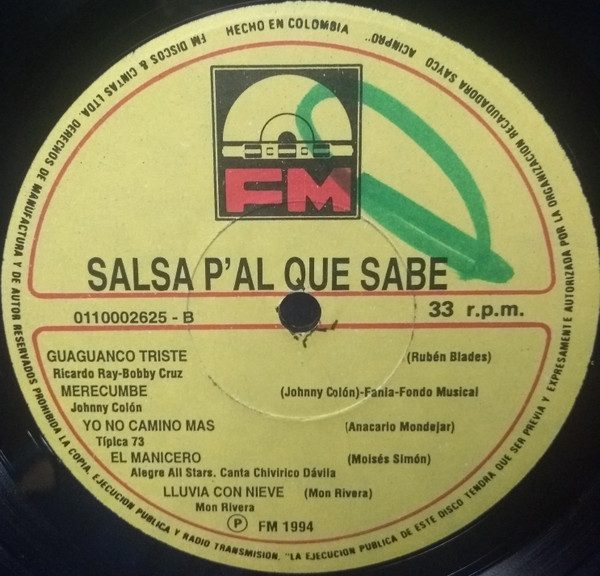 FM DISCOS & CINTAS LTDA. HECHO EN COLOMBIA
DERECHOS DE MANUFACTURA Y DE AUTOR RESERVADOS PROHIBIDA LA COPIA, EJECUCION PUBLICA Y RADIO TRANSMISION. "LA EJECUCION PUBLICA DE ESTE DISCO TENDRA QUE SER PREVIA Y EXPRESAMENTE AUTORIZADA POR LA ORGANIZACION RECAUDADORA SAYCO ACINPRO"
FM
SALSA P'AL QUE SABE
0110002625 - B 33 r.p.m.
GUAGUANCO TRISTE (Rubén Blades)
Ricardo Ray-Bobby Cruz
MERECUMBE (Johnny Colón)-Fania-Fondo Musical
Johnny Colón
YO NO CAMINO MAS (Anacario Mondejar)
Típica 73
EL MANICERO (Moisés Simón)
Alegre All Stars. Canta Chivirico Dávila
LLUVIA CON NIEVE (Mon Rivera)
Mon Rivera
Ⓟ FM 1994